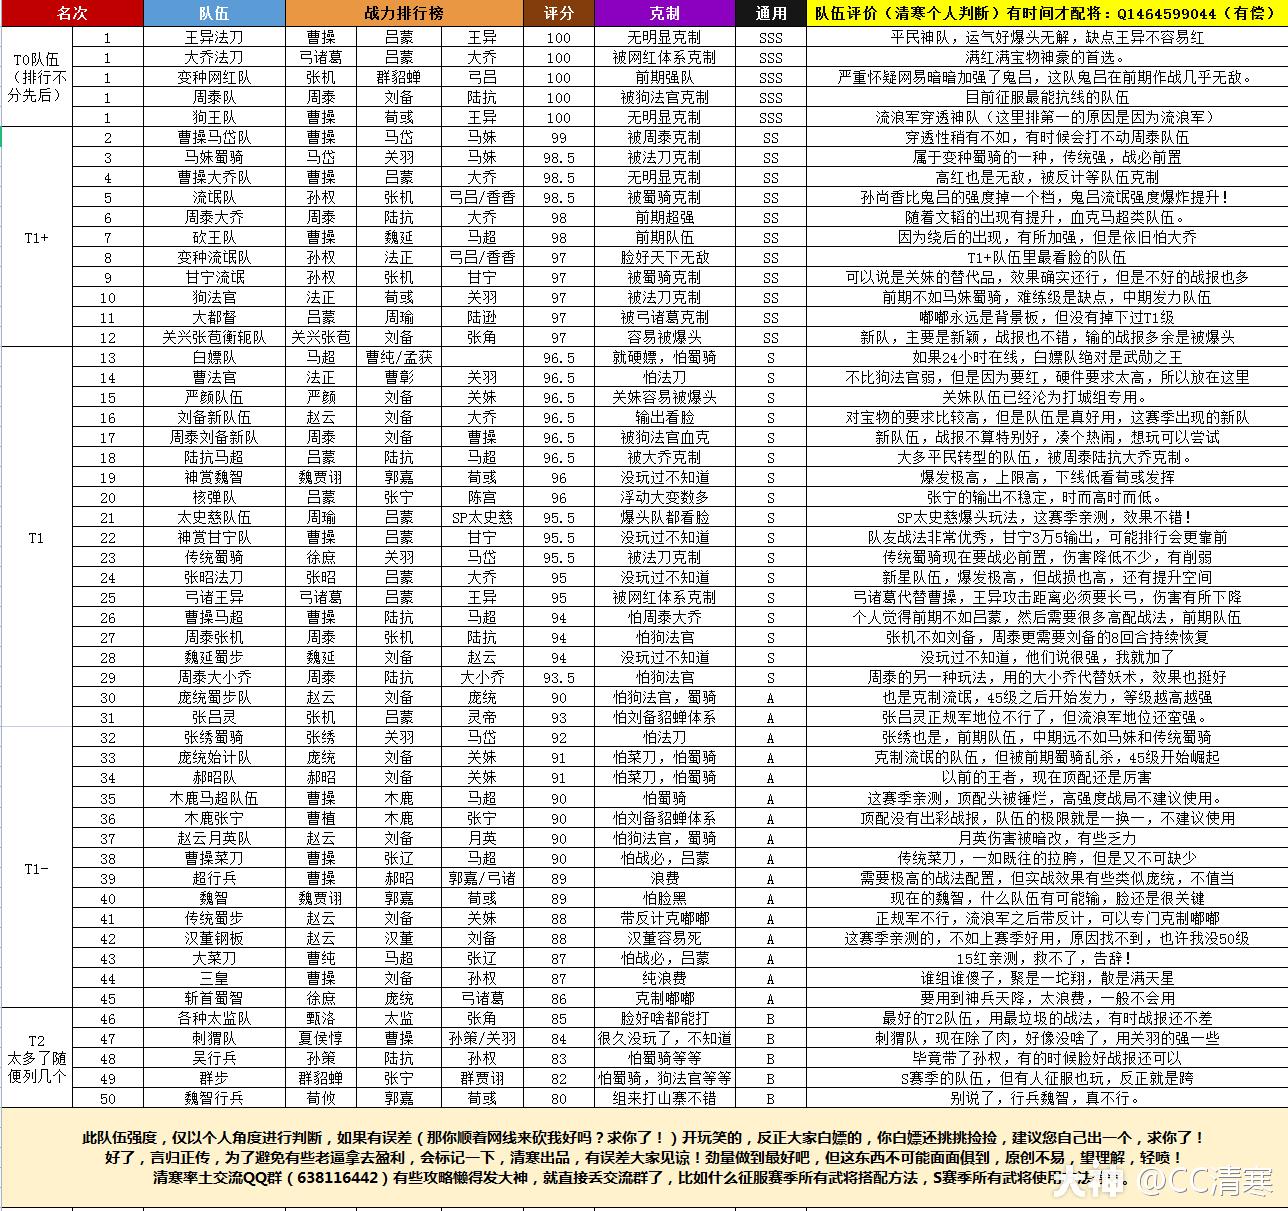 名次 队伍 战力排行榜 评分 克制 通用 队伍评价（清寒个人判断）有时间才配将：Q1464599044（有偿）
T0队伍（排行不分先后）
1 王异法刀 曹操 吕蒙 王异 100 无明显克制 SSS 平民神队，运气好爆头无解，缺点王异不容易红
1 大乔法刀 弓诸葛 吕蒙 大乔 100 被网红体系克制 SSS 满红满宝物神豪的首选。
1 变种网红队 张机 群貂蝉 弓吕 100 前期强队 SSS 严重怀疑网易暗暗加强了鬼吕，这队鬼吕在前期作战几乎无敌。
1 周泰队 周泰 刘备 陆抗 100 被狗法官克制 SSS 目前征服最能抗线的队伍
1 狗王队 曹操 荀彧 王异 100 无明显克制 SSS 流浪军穿透神队（这里排第一的原因是因为流浪军）
T1+
2 曹操马岱队 曹操 马岱 马姝 99 被周泰克制 SS 穿透性稍有不如，有时候会打不动周泰队伍
3 马姝蜀骑 马岱 关羽 马姝 98.5 被法刀克制 SS 属于变种蜀骑的一种，传统强，战必前置
4 曹操大乔队 曹操 吕蒙 大乔 98.5 无明显克制 SS 高红也是无敌，被反计等队伍克制
5 流氓队 孙权 张机 弓吕/香香 98.5 被蜀骑克制 SS 孙尚香比鬼吕的强度掉一个档，鬼吕流氓强度爆炸提升！
6 周泰大乔 周泰 陆抗 大乔 98 前期超强 SS 随着文韬的出现有提升，血克马超类队伍。
7 砍王队 曹操 魏延 马超 98 前期队伍 SS 因为绕后的出现，有所加强，但是依旧怕大乔
8 变种流氓队 孙权 法正 弓吕/香香 97 脸好天下无敌 SS T1+队伍里最看脸的队伍
9 甘宁流氓 孙权 张机 甘宁 97 被蜀骑克制 SS 可以说是关姝的替代品，效果确实还行，但是不好的战报也多
10 狗法官 法正 荀彧 关羽 97 被法刀克制 SS 前期不如马姝蜀骑，难练级是缺点，中期发力队伍
11 大都督 吕蒙 周瑜 陆逊 97 被弓诸葛克制 SS 嘟嘟永远是背景板，但没有掉下过T1级
12 关兴张苞衡轭队 关兴张苞 刘备 张角 97 容易被爆头 SS 新队，主要是新颖，战报也不错，输的战报多余是被爆头
T1
13 白嫖队 马超 曹纯/孟获 96.5 就硬嫖，怕蜀骑 S 如果24小时在线，白嫖队绝对是武勋之王
14 曹法官 法正 曹彰 关羽 96.5 怕法刀 S 不比狗法官弱，但是因为要红，硬件要求太高，所以放在这里
15 严颜队伍 严颜 刘备 关姝 96.5 关姝容易被爆头 S 关姝队伍已经沦为打城组专用。
16 刘备新队伍 赵云 刘备 大乔 96.5 输出看脸 S 对宝物的要求比较高，但是队伍是真好用，这赛季出现的新队
17 周泰刘备新队 周泰 刘备 曹操 96.5 被狗法官血克 S 新队伍，战报不算特别好，凑个热闹，想玩可以尝试
18 陆抗马超 吕蒙 陆抗 马超 96.5 被大乔克制 S 大多平民转型的队伍，被周泰陆抗大乔克制。
19 神赏魏智 魏贾诩 郭嘉 荀彧 96 没玩过不知道 S 爆发极高，上限高，下线低看荀彧发挥
20 核弹队 吕蒙 张宁 陈宫 96 浮动大变数多 S 张宁的输出不稳定，时而高时而低。
21 太史慈队伍 周瑜 吕蒙 SP太史慈 95.5 爆头队都看脸 S SP太史慈爆头玩法，这赛季亲测，效果不错！
22 神赏甘宁队 曹操 吕蒙 甘宁 95.5 没玩过不知道 S 队友战法非常优秀，甘宁3万5输出，可能排行会更靠前
23 传统蜀骑 徐庶 关羽 马岱 95.5 被法刀克制 S 传统蜀骑现在要战必前置，伤害降低不少，有削弱
24 张昭法刀 张昭 吕蒙 大乔 95 没玩过不知道 S 新星队伍，爆发极高，但战损也高，还有提升空间
25 弓诸王异 弓诸葛 吕蒙 王异 95 被网红体系克制 S 弓诸葛代替曹操，王异攻击距离必须要长弓，伤害有所下降
26 曹操马超 曹操 陆抗 马超 94 怕周泰大乔 S 个人觉得前期不如吕蒙，然后需要很多高配战法，前期队伍
27 周泰张机 周泰 张机 陆抗 94 怕狗法官 S 张机不如刘备，周泰更需要刘备的8回合持续恢复
28 魏延蜀步 魏延 刘备 赵云 94 没玩过不知道 S 没玩过不知道，他们说很强，我就加了
29 周泰大小乔 周泰 陆抗 大小乔 93.5 怕狗法官 S 周泰的另一种玩法，用的大小乔代替妖术，效果也挺好
30 庞统蜀步队 赵云 刘备 庞统 90 怕狗法官，蜀骑 A 也是克制流氓，45级之后开始发力，等级越高越强
31 张吕灵 张机 吕蒙 灵帝 93 怕刘备貂蝉体系 A 张吕灵正规军地位不行了，但流浪军地位还蛮强。
T1-
32 张绣蜀骑 张绣 关羽 马岱 92 怕法刀 A 张绣也是，前期队伍，中期远不如马姝和传统蜀骑
33 庞统始计队 庞统 刘备 关姝 91 怕菜刀，怕蜀骑 A 克制流氓的队伍，但被前期蜀骑乱杀，45级开始崛起
34 郝昭队 郝昭 刘备 关姝 91 怕菜刀，怕蜀骑 A 以前的王者，现在顶配还是厉害
35 木鹿马超队伍 曹操 木鹿 马超 90 怕蜀骑 A 这赛季亲测，顶配头被锤烂，高强度战局不建议使用。
36 木鹿张宁 曹植 木鹿 张宁 90 怕刘备貂蝉体系 A 顶配没有出彩战报，队伍的极限就是一换一，不建议使用
37 赵云月英队 赵云 刘备 月英 90 怕狗法官，蜀骑 A 月英伤害被暗改，有些乏力
38 曹操菜刀 曹操 张辽 马超 90 怕战必，吕蒙 A 传统菜刀，一如既往的拉胯，但是又不可缺少
39 超行兵 曹操 郝昭 郭嘉/弓诸 89 浪费 A 需要极高的战法配置，但实战效果有些类似庞统，不值当
40 魏智 魏贾诩 郭嘉 荀彧 89 怕脸黑 A 现在的魏智，什么队伍有可能输，脸还是很关键
41 传统蜀步 赵云 刘备 关姝 88 带反计克嘟嘟 A 正规军不行，流浪军之后带反计，可以专门克制嘟嘟
42 汉董钢板 赵云 汉董 刘备 88 汉董容易死 A 这赛季亲测的，不如上赛季好用，原因找不到，也许我没50级
43 大菜刀 曹纯 马超 张辽 87 怕战必，吕蒙 A 15红亲测，救不了，告辞！
44 三皇 曹操 刘备 孙权 87 纯浪费 A 谁组谁傻子，聚是一坨翔，散是满天星
45 斩首蜀智 徐庶 庞统 弓诸葛 86 克制嘟嘟 A 要用到神兵天降，太浪费，一般不会用
T2
太多了随便列几个
46 各种太监队 甄洛 太监 张角 85 脸好啥都能打 B 最好的T2队伍，用最垃圾的战法，有时战报还不差
47 刺猬队 夏侯惇 曹操 孙策/关羽 84 很久没玩了，不知道 B 刺猬队，现在除了肉，好像没啥了，用关羽的强一些
48 吴行兵 孙策 陆抗 孙权 83 怕蜀骑等等 B 毕竟带了孙权，有的时候脸好战报还可以
49 群步 群貂蝉 张宁 群贾诩 82 怕蜀骑，狗法官等等 B S赛季的队伍，但有人征服也玩，反正就是胯
50 魏智行兵 荀攸 郭嘉 荀彧 80 组来打山寨不错 B 别说了，行兵魏智，真不行。
此队伍强度，仅以个人角度进行判断，如果有误差（那你顺着网线来砍我好吗？求你了！）开玩笑的，反正大家白嫖的，你白嫖还挑挑捡捡，建议您自己出一个，求你了！
好了，言归正传，为了避免有些老逼拿去盈利，会标记一下，清寒出品，有误差大家见谅！劲量做到最好吧，但这东西不可能面面俱到，原创不易，望理解，轻喷！
清寒率土交流QQ群（638116442）有些攻略懒得发大神，就直接丢交流群了，比如什么征服赛季所有武将搭配方法，S赛季所有武将使用
大神 @CC清寒